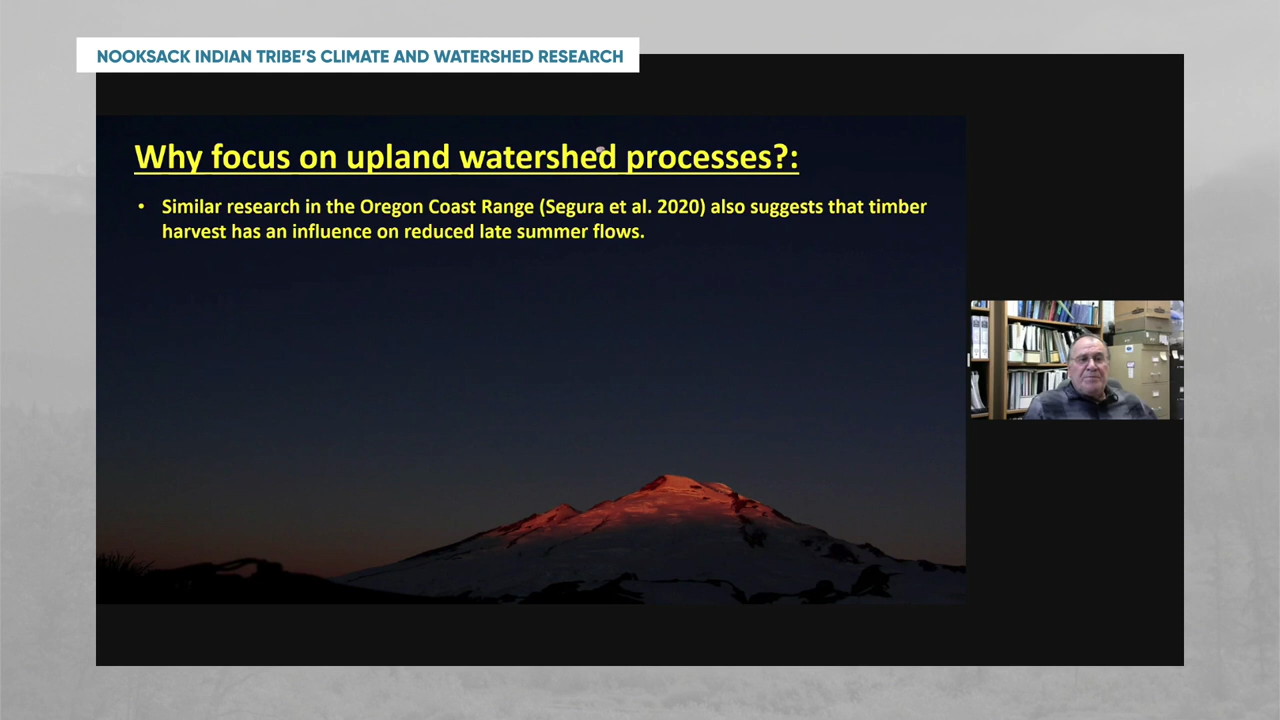 NOOKSACK INDIAN TRIBE'S CLIMATE AND WATERSHED RESEARCH
Why focus on upland watershed processes?:
• Similar research in the Oregon Coast Range (Segura et al. 2020) also suggests that timber
harvest has an influence on reduced late summer flows.